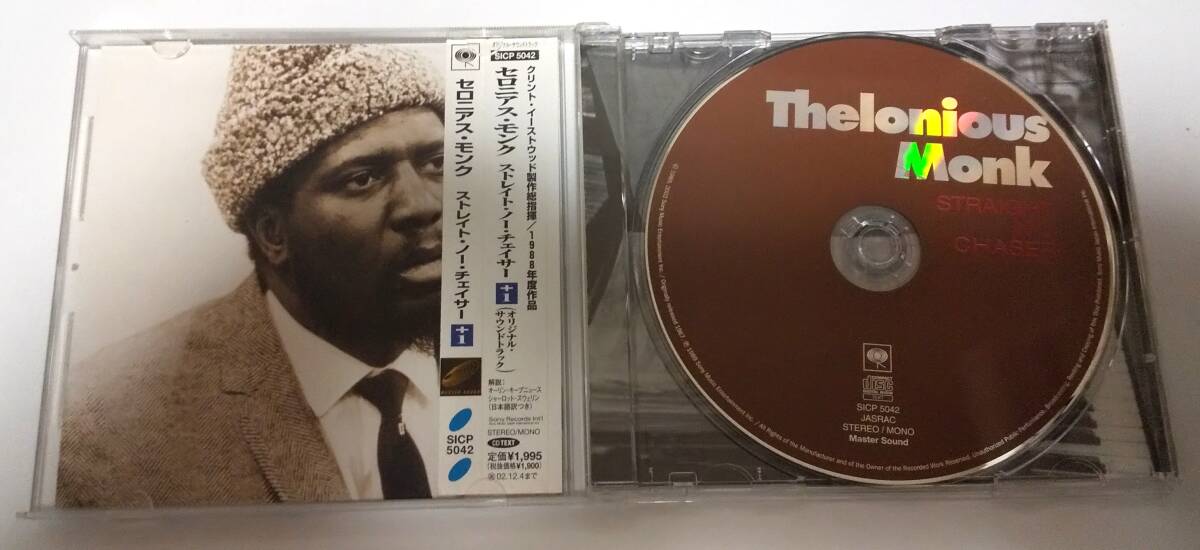 セロニアス・モンク ストレイト・ノー・チェイサー +1
SICP
5042
オリジナル・サウンドトラック
SICP 5042
クリント・イーストウッド製作総指揮/1988年度作品
セロニアス・モンク ストレイト・ノー・チェイサー +1
(オリジナル・
サウンドトラック)
解説:
オーリン・キープニュース
シャーロット・ズウェリン
(日本語訳つき)
Sony Records Int'l
STEREO/MONO
CD TEXT
定価¥1,995
(税抜価格¥1,900)
02.12.4まで
Thelonious
Monk
STRAIGHT
CHASER
COMPACT
disc
SICP 5042
JASRAC
STEREO / MONO
Master Sound